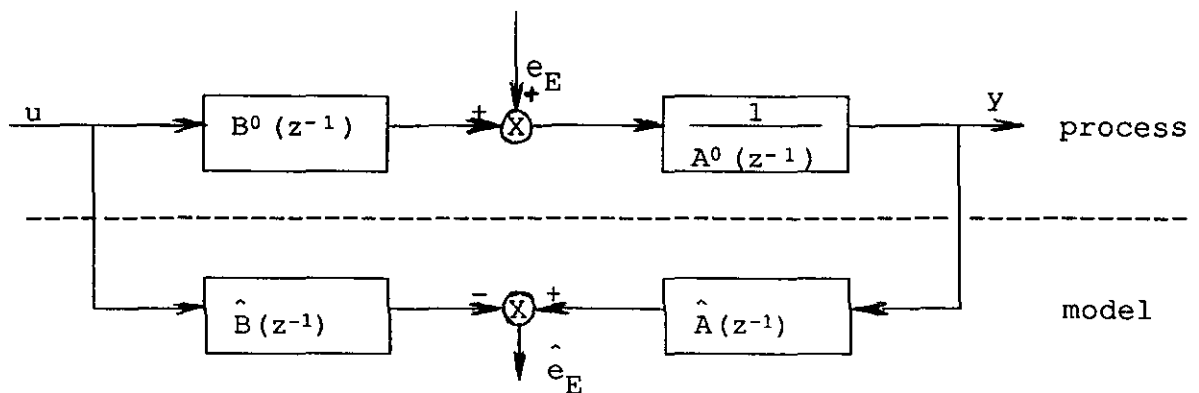 e_E
+
u
B⁰(z⁻¹)
+
X
1
A⁰(z⁻¹)
y
process
B̂(z⁻¹)
-
X
+
Â(z⁻¹)
model
ê_E